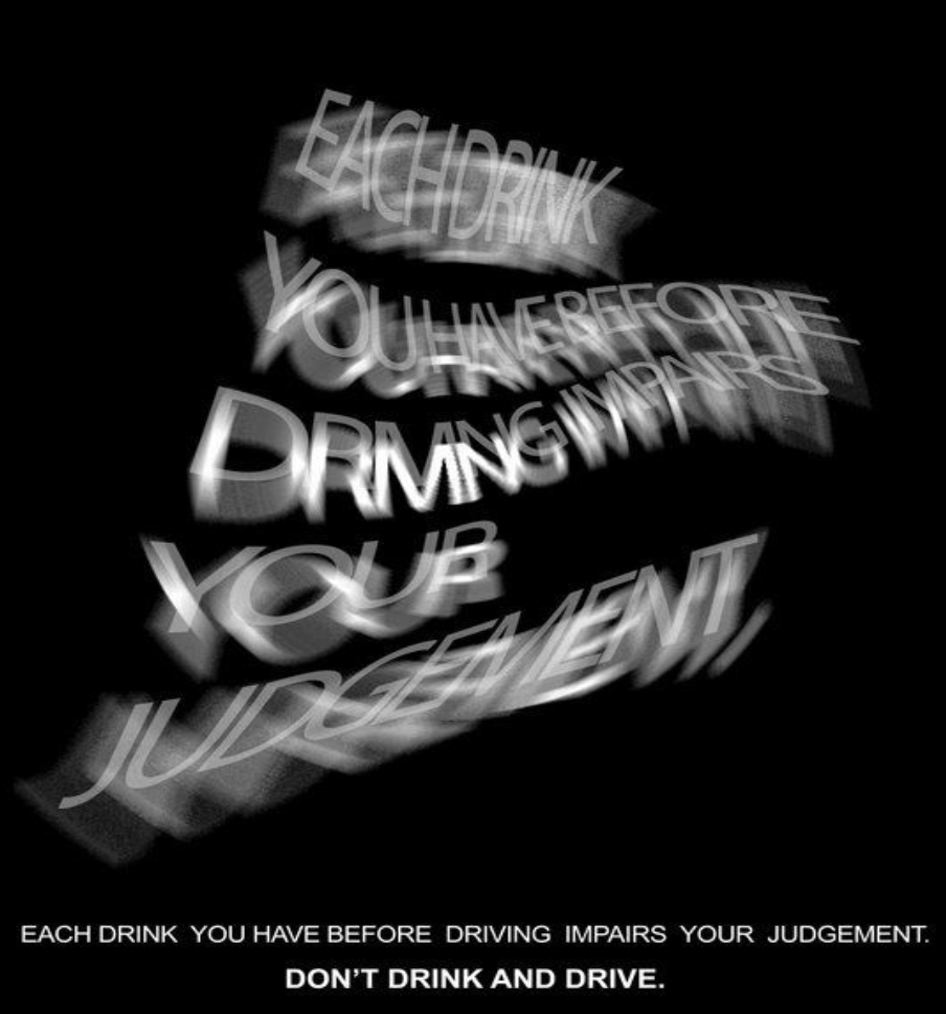 EACH DRINK
YOU HAVE BEFORE
DRIVING IMPAIRS
YOUR
JUDGEMENT.
EACH DRINK YOU HAVE BEFORE DRIVING IMPAIRS YOUR JUDGEMENT.
DON'T DRINK AND DRIVE.